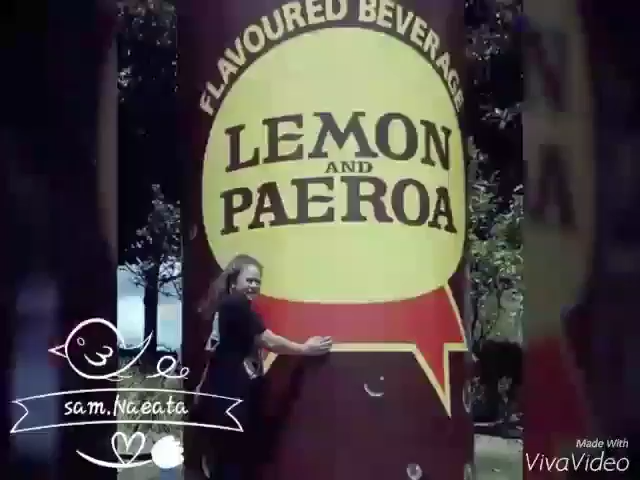 FLAVOURED BEVERAGE
LEMON
AND
PAEROA
sam.Naeata
Made With
VivaVideo